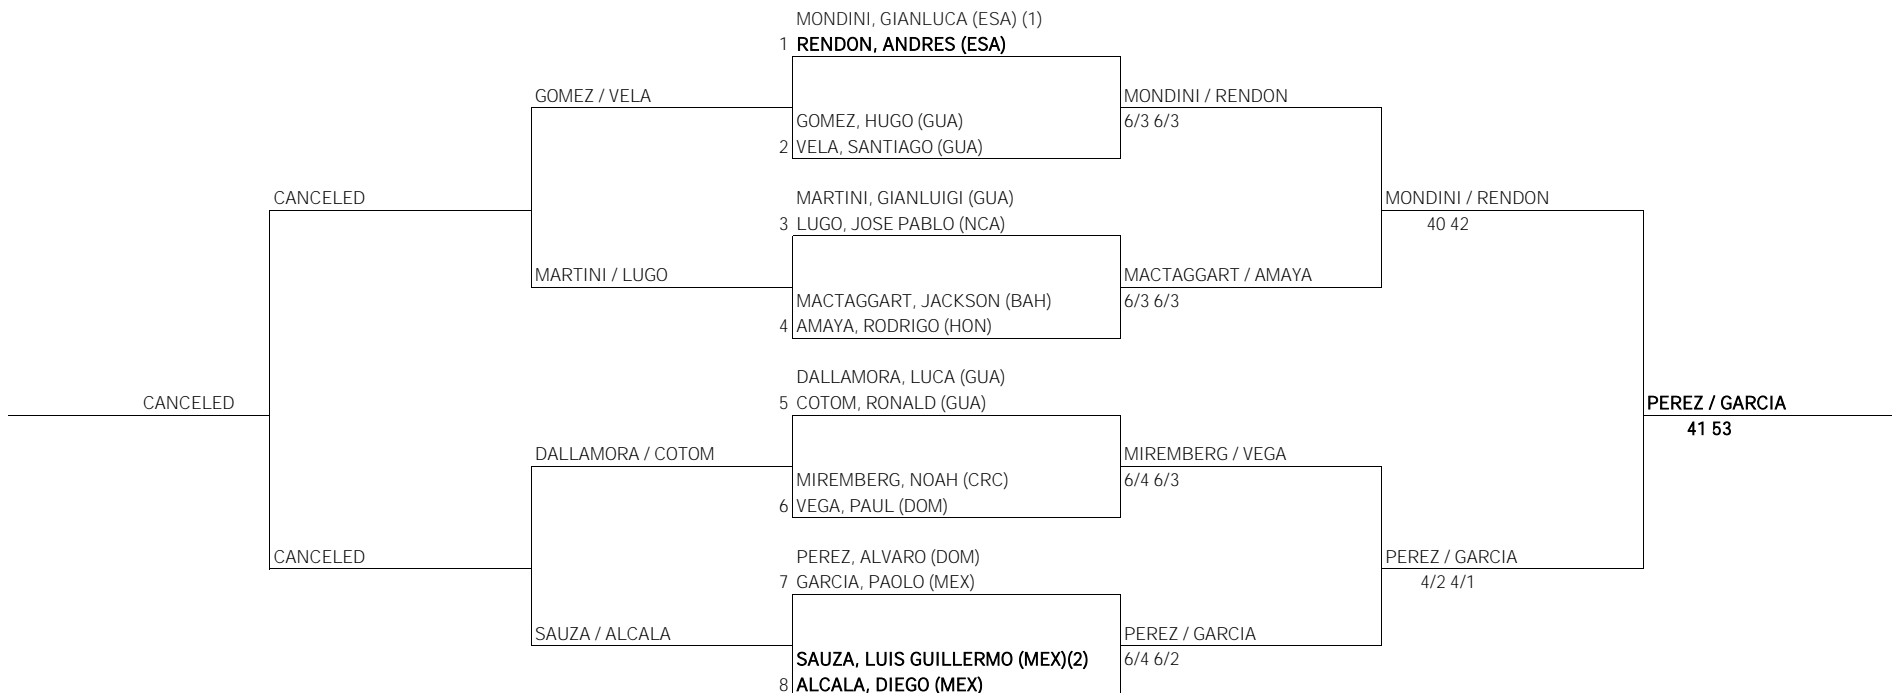 MONDINI, GIANLUCA (ESA) (1)
1 RENDON, ANDRES (ESA)
GOMEZ / VELA
MONDINI / RENDON
GOMEZ, HUGO (GUA)
6/3 6/3
2 VELA, SANTIAGO (GUA)
CANCELED
MARTINI, GIANLUIGI (GUA)
MONDINI / RENDON
3 LUGO, JOSE PABLO (NCA)
40 42
MARTINI / LUGO
MACTAGGART / AMAYA
MACTAGGART, JACKSON (BAH)
6/3 6/3
4 AMAYA, RODRIGO (HON)
DALLAMORA, LUCA (GUA)
CANCELED
5 COTOM, RONALD (GUA)
PEREZ / GARCIA
41 53
DALLAMORA / COTOM
MIREMBERG / VEGA
MIREMBERG, NOAH (CRC)
6/4 6/3
6 VEGA, PAUL (DOM)
CANCELED
PEREZ, ALVARO (DOM)
PEREZ / GARCIA
7 GARCIA, PAOLO (MEX)
4/2 4/1
SAUZA / ALCALA
PEREZ / GARCIA
SAUZA, LUIS GUILLERMO (MEX)(2)
6/4 6/2
8 ALCALA, DIEGO (MEX)